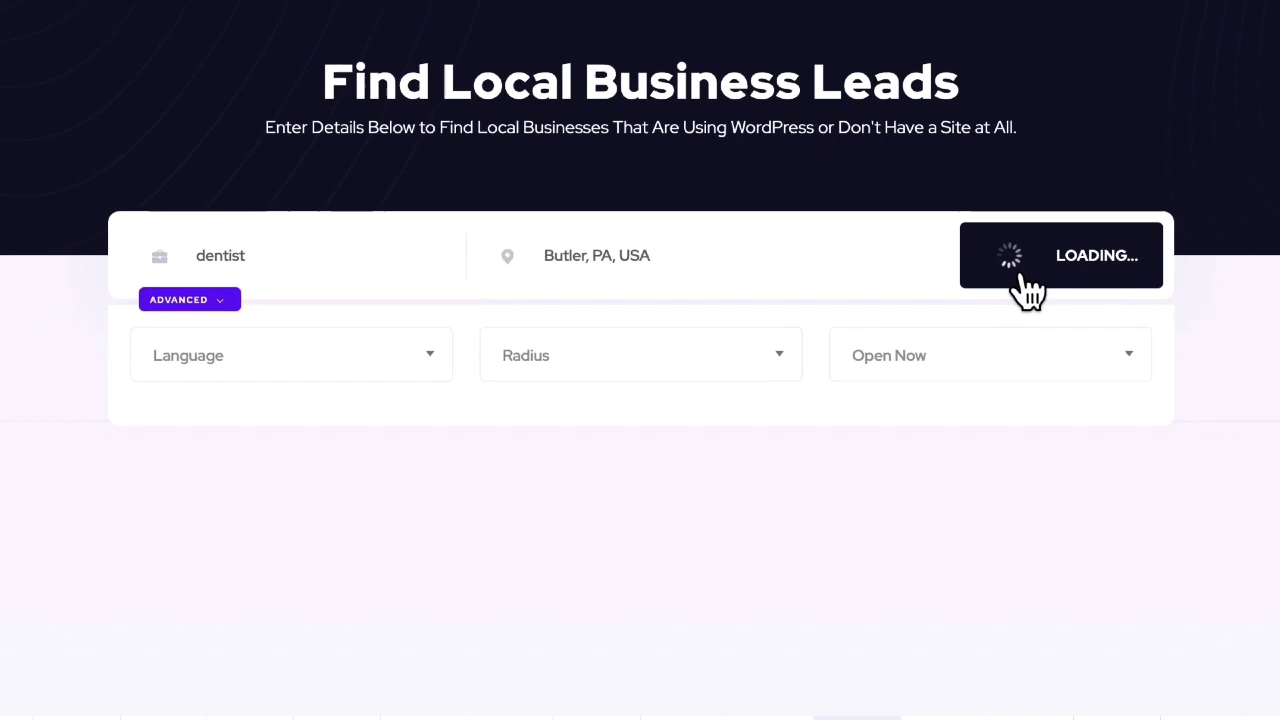 Find Local Business Leads
Enter Details Below to Find Local Businesses That Are Using WordPress or Don't Have a Site at All.
dentist
Butler, PA, USA
LOADING...
ADVANCED
Language
Radius
Open Now